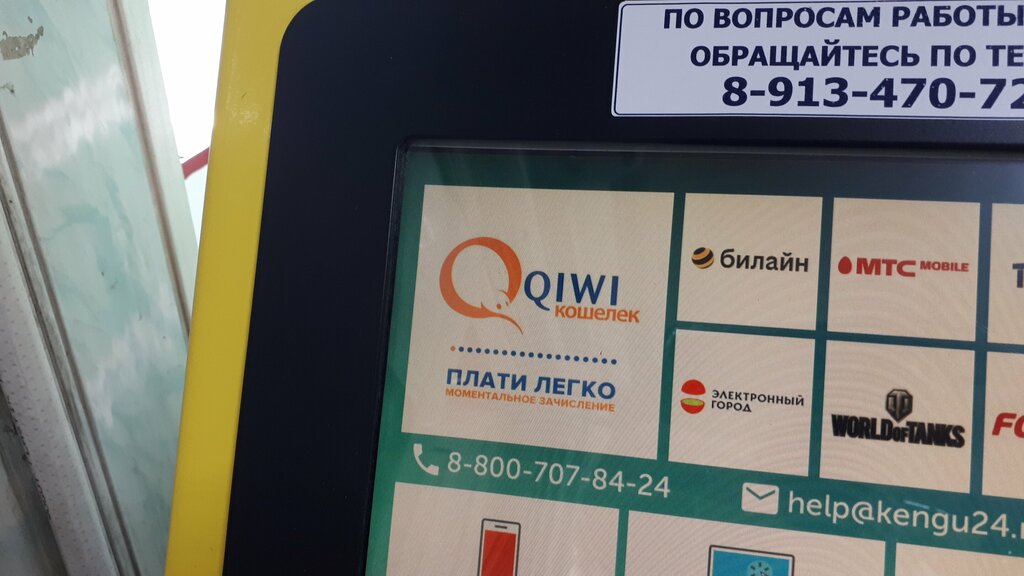 ПО ВОПРОСАМ РАБОТЫ
ОБРАЩАЙТЕСЬ ПО ТЕ
8-913-470-72
QIWI
кошелек
ПЛАТИ ЛЕГКО
МОМЕНТАЛЬНОЕ ЗАЧИСЛЕНИЕ
билайн
МТС MOBILE
ЭЛЕКТРОННЫЙ
ГОРОД
WORLD OF TANKS
8-800-707-84-24
help@kengu24.